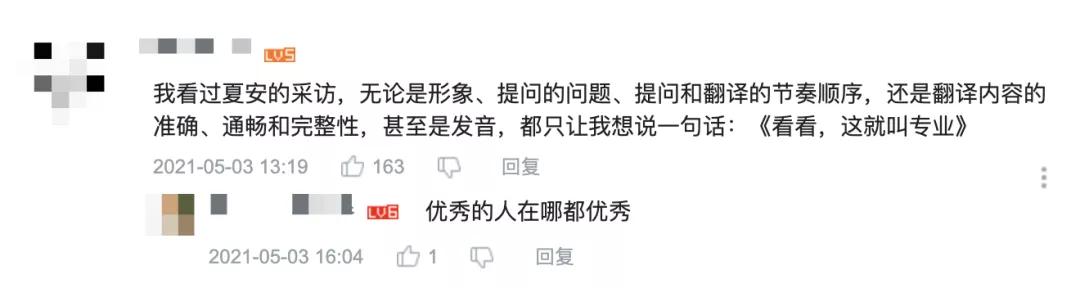 LV5
我看过夏安的采访，无论是形象、提问的问题、提问和翻译的节奏顺序，还是翻译内容的
准确、通畅和完整性，甚至是发音，都只让我想说一句话：《看看，这就叫专业》
2021-05-03 13:19 163 回复
LV6 优秀的人在哪都优秀
2021-05-03 16:04 1 回复